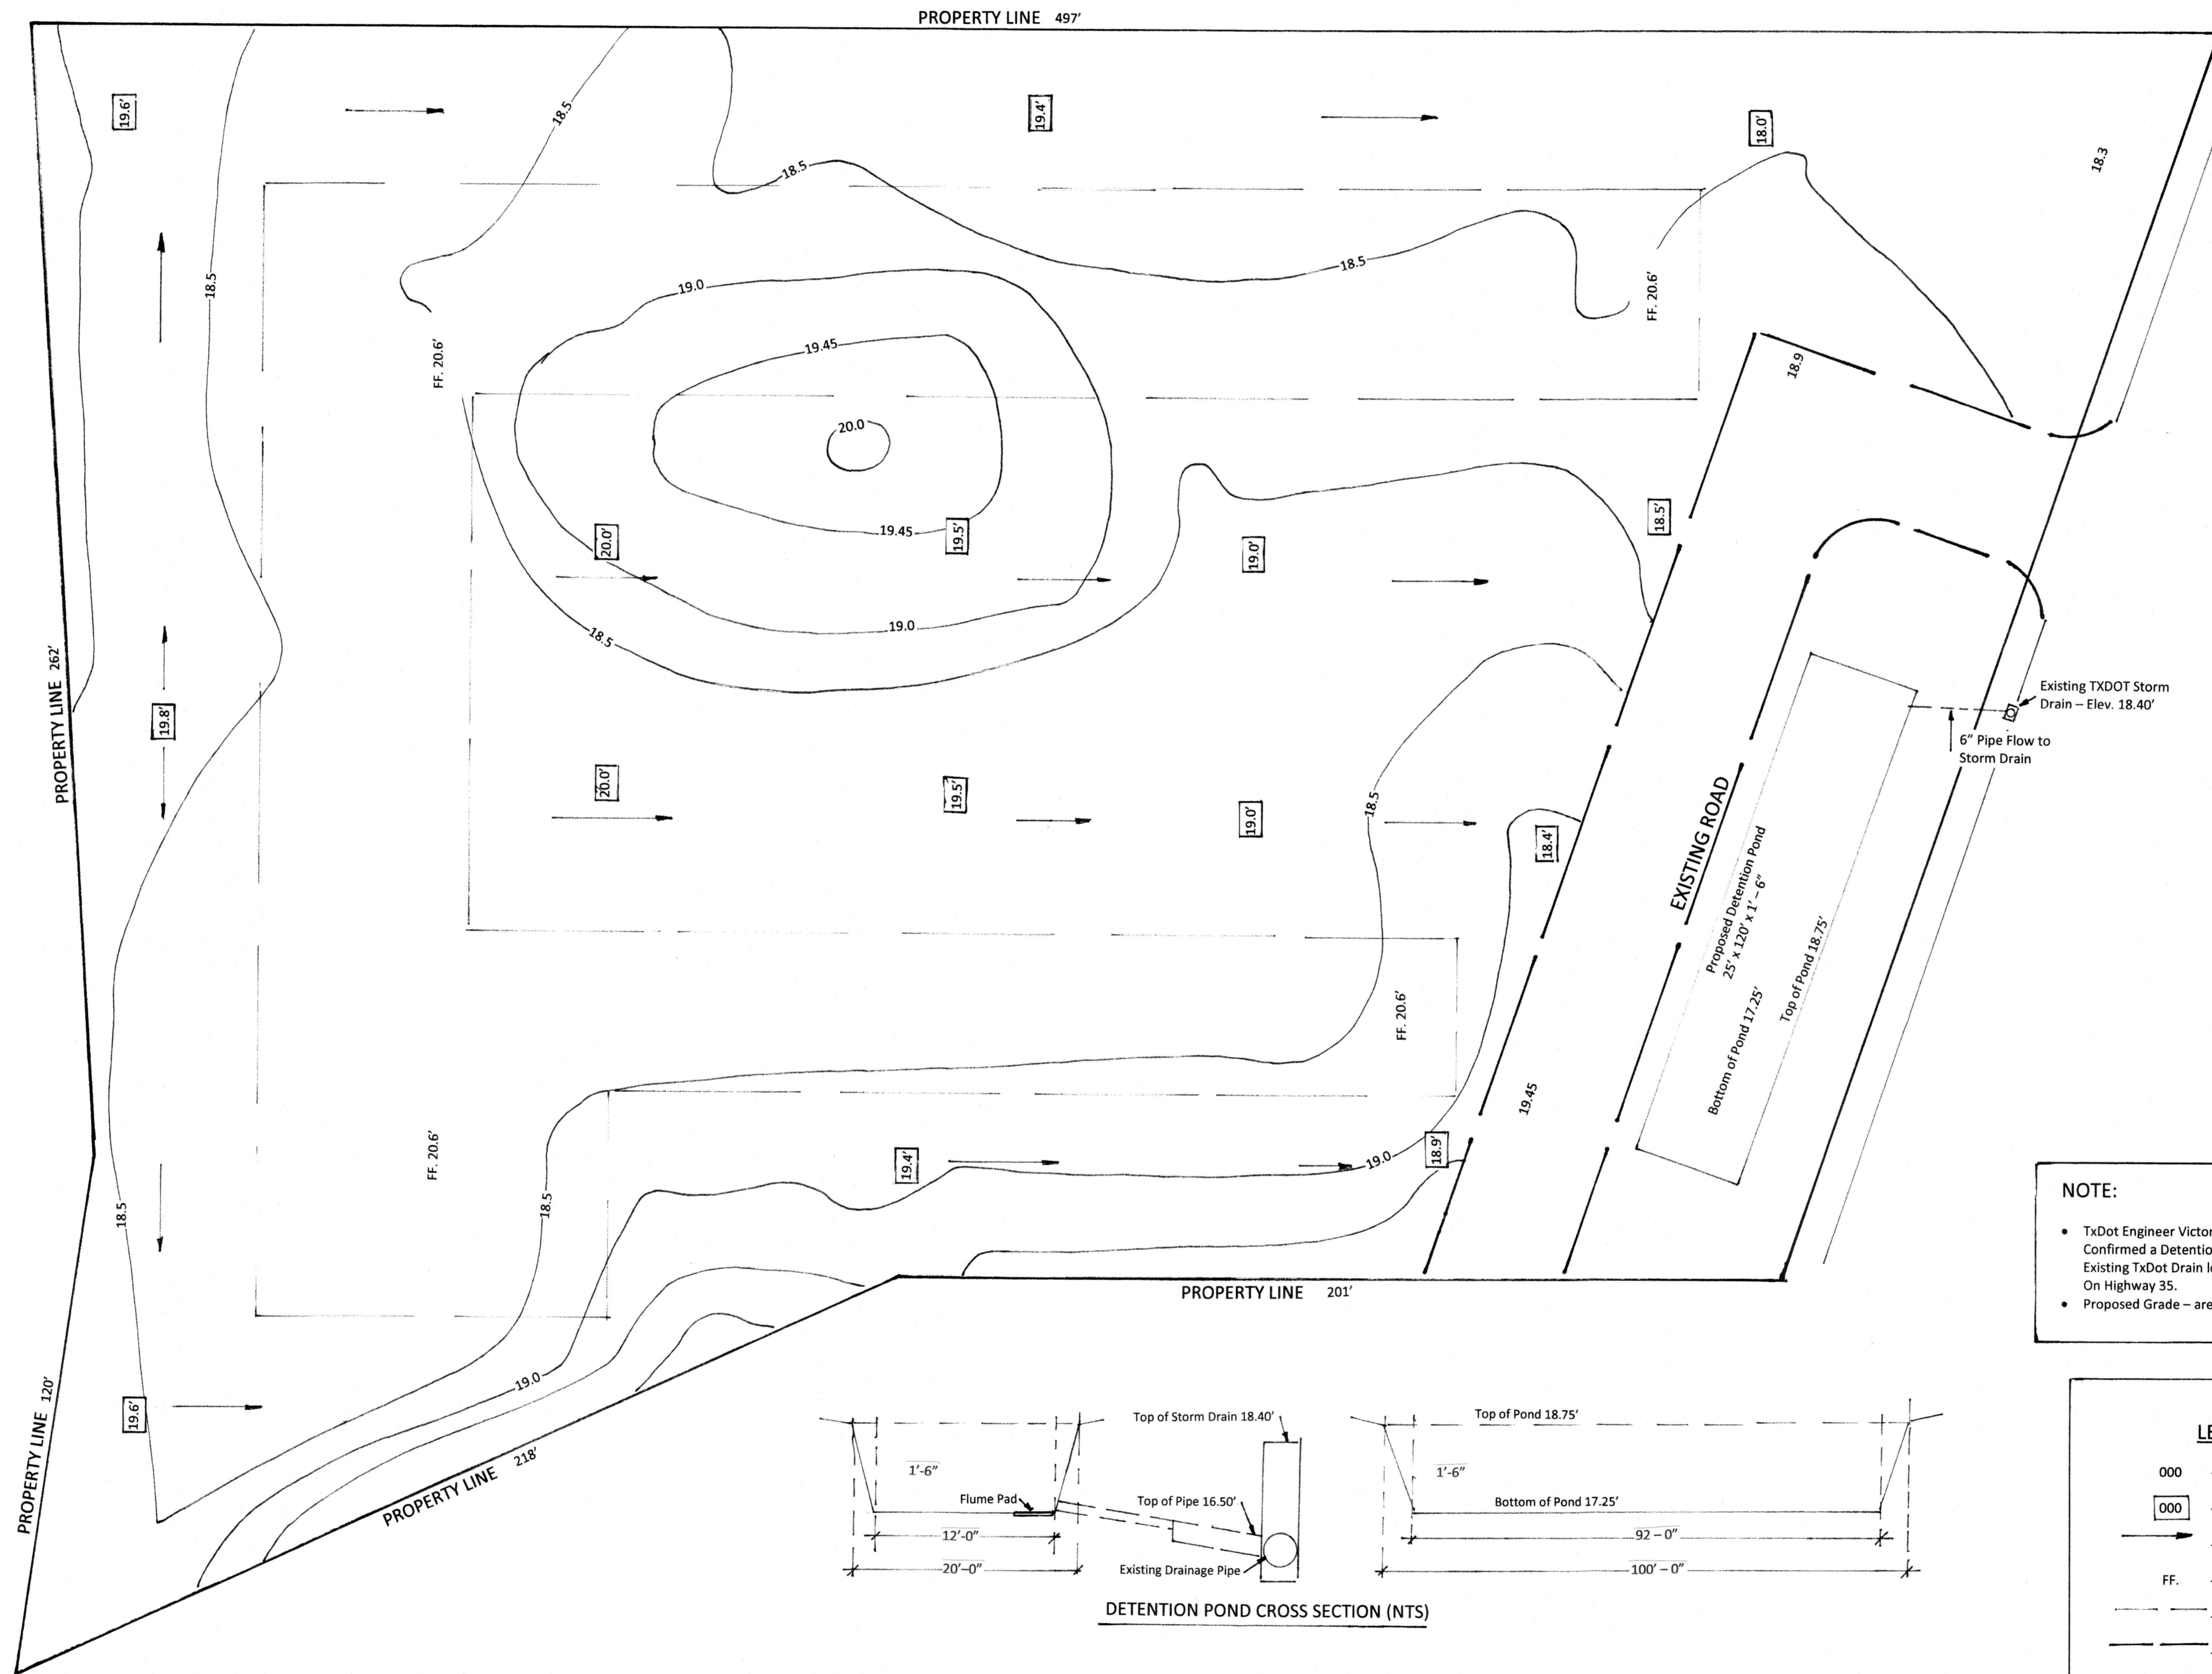 PROPERTY LINE 497'
19.6'
18.5
19.4'
18.0'
18.3
18.5
18.5
18.5
FF. 20.6'
19.0
FF. 20.6'
19.45
18.9
20.0
20.0'
19.45
19.5'
19.0'
18.5'
18.5
19.0
PROPERTY LINE 262'
19.8'
Existing TXDOT Storm
Drain – Elev. 18.40'
6" Pipe Flow to
Storm Drain
20.0'
19.5'
19.0'
18.5
18.4'
EXISTING ROAD
Proposed Detention Pond
25' x 120' x 1' – 6"
Bottom of Pond 17.25'
Top of Pond 18.75'
FF. 20.6'
19.45
FF. 20.6'
19.4'
19.0
18.9'
18.5
18.5
NOTE:
• TxDot Engineer Victor
Confirmed a Detentio
Existing TxDot Drain l
On Highway 35.
• Proposed Grade – are
PROPERTY LINE 201'
PROPERTY LINE 120'
19.6'
19.0
PROPERTY LINE 218'
Top of Storm Drain 18.40'
1'-6"
Flume Pad
Top of Pipe 16.50'
12'-0"
20'–0"
Existing Drainage Pipe
Top of Pond 18.75'
1'-6"
Bottom of Pond 17.25'
92 – 0"
100' – 0"
DETENTION POND CROSS SECTION (NTS)
LE
000
000
FF.